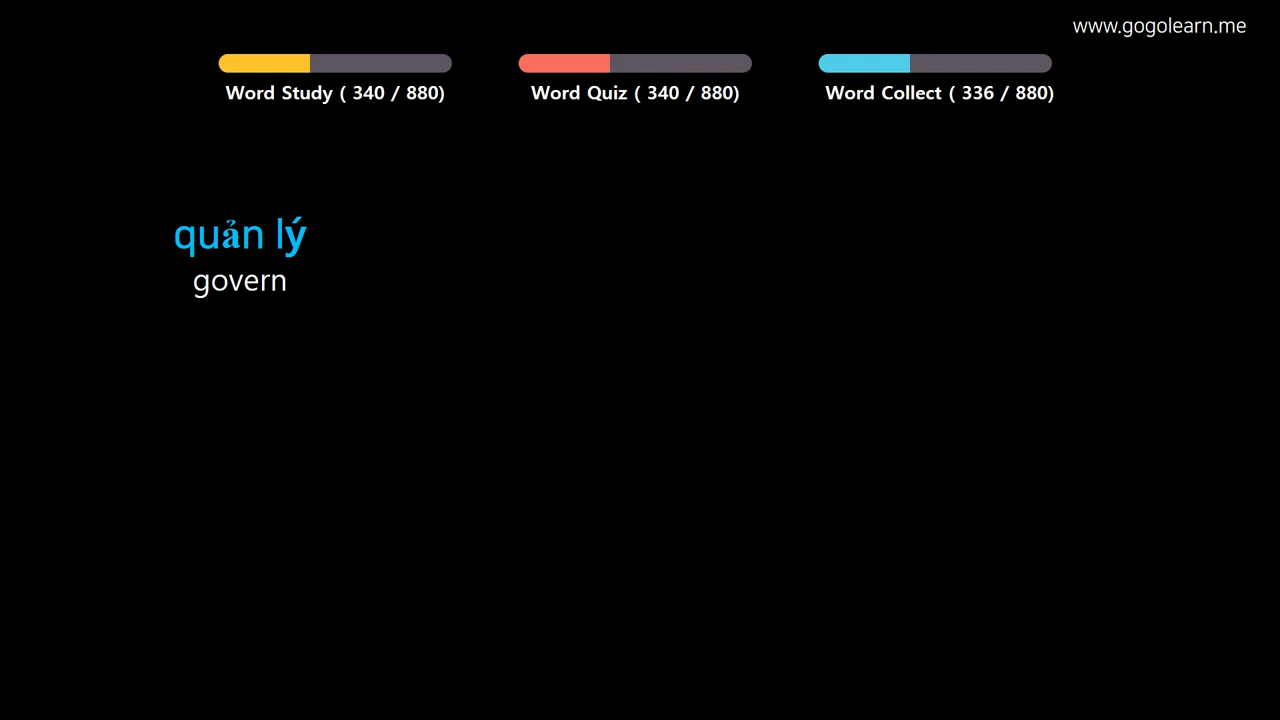 www.gogolearn.me
Word Study ( 340 / 880)
Word Quiz ( 340 / 880)
Word Collect ( 336 / 880)
quản lý
govern